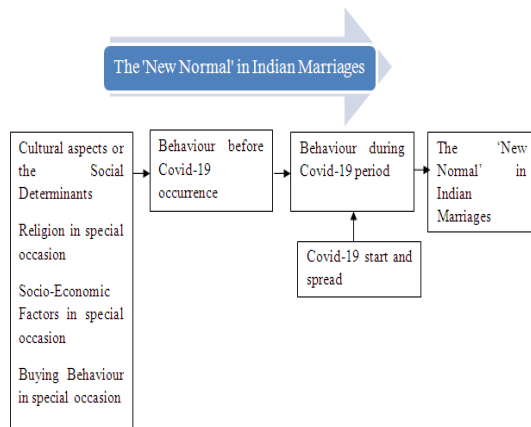 The 'New Normal' in Indian Marriages
Cultural aspects or
the Social
Determinants
Religion in special
occasion
Socio-Economic
Factors in special
occasion
Buying Behaviour
in special occasion
Behaviour before
Covid-19
occurrence
Behaviour during
Covid-19 period
Covid-19 start and
spread
The ‘New
Normal’ in
Indian
Marriages